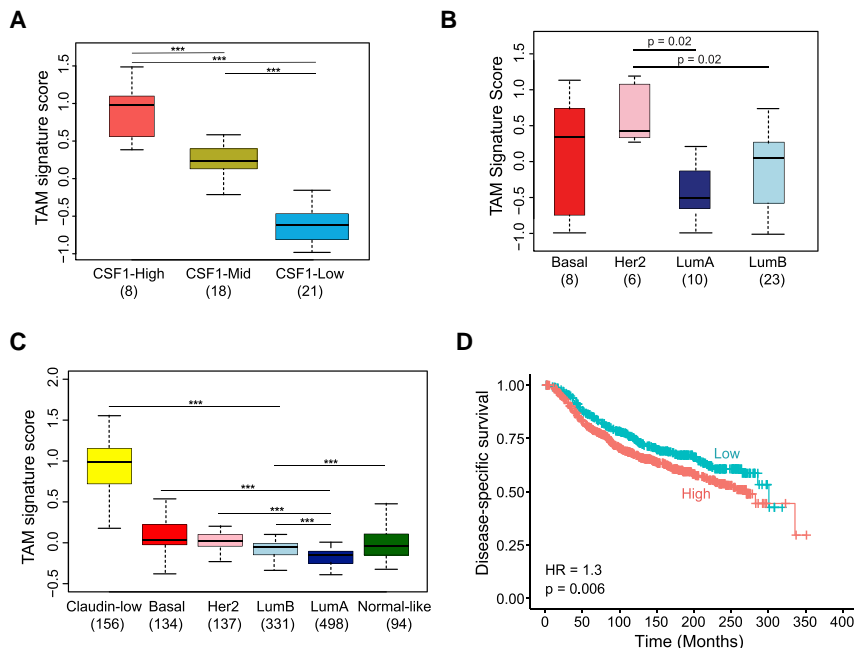 A
TAM signature score
1.5
1.0
0.5
0.0
−0.5
−1.0
***
***
***
CSF1-High
CSF1-Mid
CSF1-Low
(8)
(18)
(21)
B
TAM Signature Score
1.0
0.5
0.0
−0.5
−1.0
p = 0.02
p = 0.02
Basal
Her2
LumA
LumB
(8)
(6)
(10)
(23)
C
TAM signature score
2.0
1.5
1.0
0.5
0.0
−0.5
***
***
***
***
***
Claudin-low
Basal
Her2
LumB
LumA
Normal-like
(156)
(134)
(137)
(331)
(498)
(94)
D
Disease-specific survival
1.00
0.75
0.50
0.25
0.00
Low
High
HR = 1.3
p = 0.006
0
50
100
150
200
250
300
350
400
Time (Months)